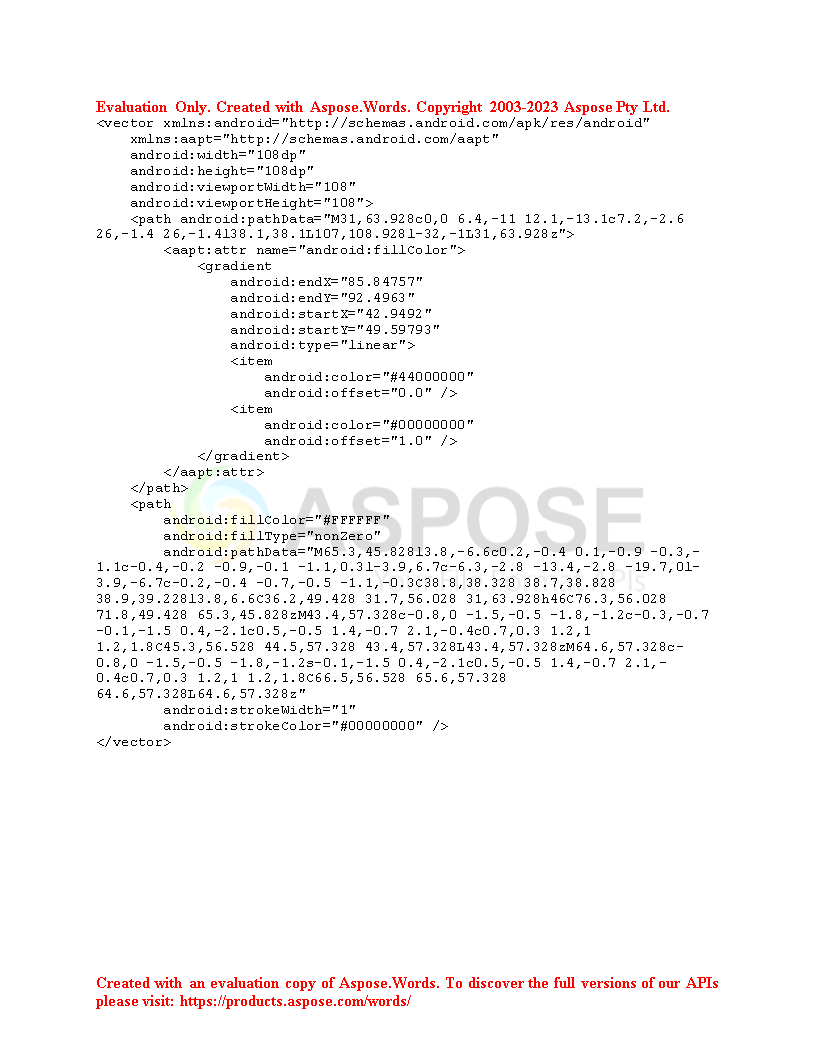 Evaluation Only. Created with Aspose.Words. Copyright 2003-2023 Aspose Pty Ltd.
<vector xmlns:android="http://schemas.android.com/apk/res/android"
    xmlns:aapt="http://schemas.android.com/aapt"
    android:width="108dp"
    android:height="108dp"
    android:viewportWidth="108"
    android:viewportHeight="108">
    <path android:pathData="M31,63.928c0,0 6.4,-11 12.1,-13.1c7.2,-2.6
26,-1.4 26,-1.4l38.1,38.1L107,108.928l-32,-1L31,63.928z">
        <aapt:attr name="android:fillColor">
            <gradient
                android:endX="85.84757"
                android:endY="92.4963"
                android:startX="42.9492"
                android:startY="49.59793"
                android:type="linear">
                <item
                    android:color="#44000000"
                    android:offset="0.0" />
                <item
                    android:color="#00000000"
                    android:offset="1.0" />
            </gradient>
        </aapt:attr>
    </path>
    <path
        android:fillColor="#FFFFFF"
        android:fillType="nonZero"
        android:pathData="M65.3,45.828l3.8,-6.6c0.2,-0.4 0.1,-0.9 -0.3,-
1.1c-0.4,-0.2 -0.9,-0.1 -1.1,0.3l-3.9,6.7c-6.3,-2.8 -13.4,-2.8 -19.7,0l-
3.9,-6.7c-0.2,-0.4 -0.7,-0.5 -1.1,-0.3C38.8,38.328 38.7,38.828
38.9,39.228l3.8,6.6C36.2,49.428 31.7,56.028 31,63.928h46C76.3,56.028
71.8,49.428 65.3,45.828zM43.4,57.328c-0.8,0 -1.5,-0.5 -1.8,-1.2c-0.3,-0.7
-0.1,-1.5 0.4,-2.1c0.5,-0.5 1.4,-0.7 2.1,-0.4c0.7,0.3 1.2,1
1.2,1.8C45.3,56.528 44.5,57.328 43.4,57.328L43.4,57.328zM64.6,57.328c-
0.8,0 -1.5,-0.5 -1.8,-1.2s-0.1,-1.5 0.4,-2.1c0.5,-0.5 1.4,-0.7 2.1,-
0.4c0.7,0.3 1.2,1 1.2,1.8C66.5,56.528 65.6,57.328
64.6,57.328L64.6,57.328z"
        android:strokeWidth="1"
        android:strokeColor="#00000000" />
</vector>
ASPOSE
APIs
Created with an evaluation copy of Aspose.Words. To discover the full versions of our APIs
please visit: https://products.aspose.com/words/